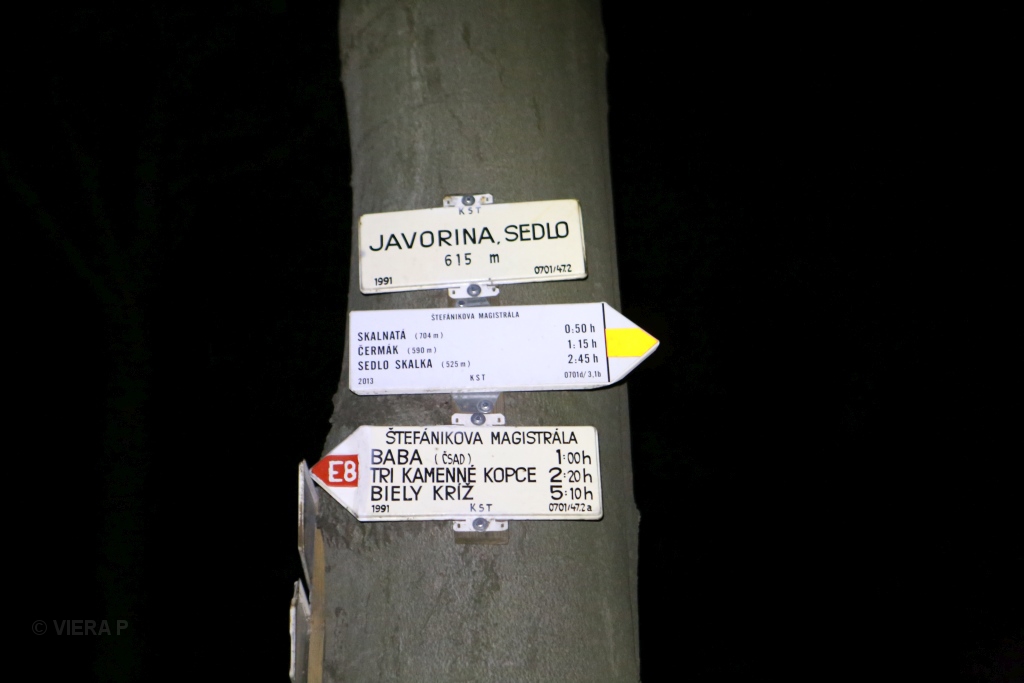 KST
JAVORINA, SEDLO
615 m
1991 0701/47.2
ŠTEFÁNIKOVA MAGISTRÁLA
SKALNATÁ (704 m) 0:50 h
ČERMÁK (590 m) 1:15 h
SEDLO SKALKA (525 m) 2:45 h
2013 KST 0701d/3,1b
ŠTEFÁNIKOVA MAGISTRÁLA
E8 BABA (ČSAD) 1:00h
TRI KAMENNÉ KOPCE 2:20h
BIELY KRÍŽ 5:10h
1991 KST 0701/47.2a
© VIERA P